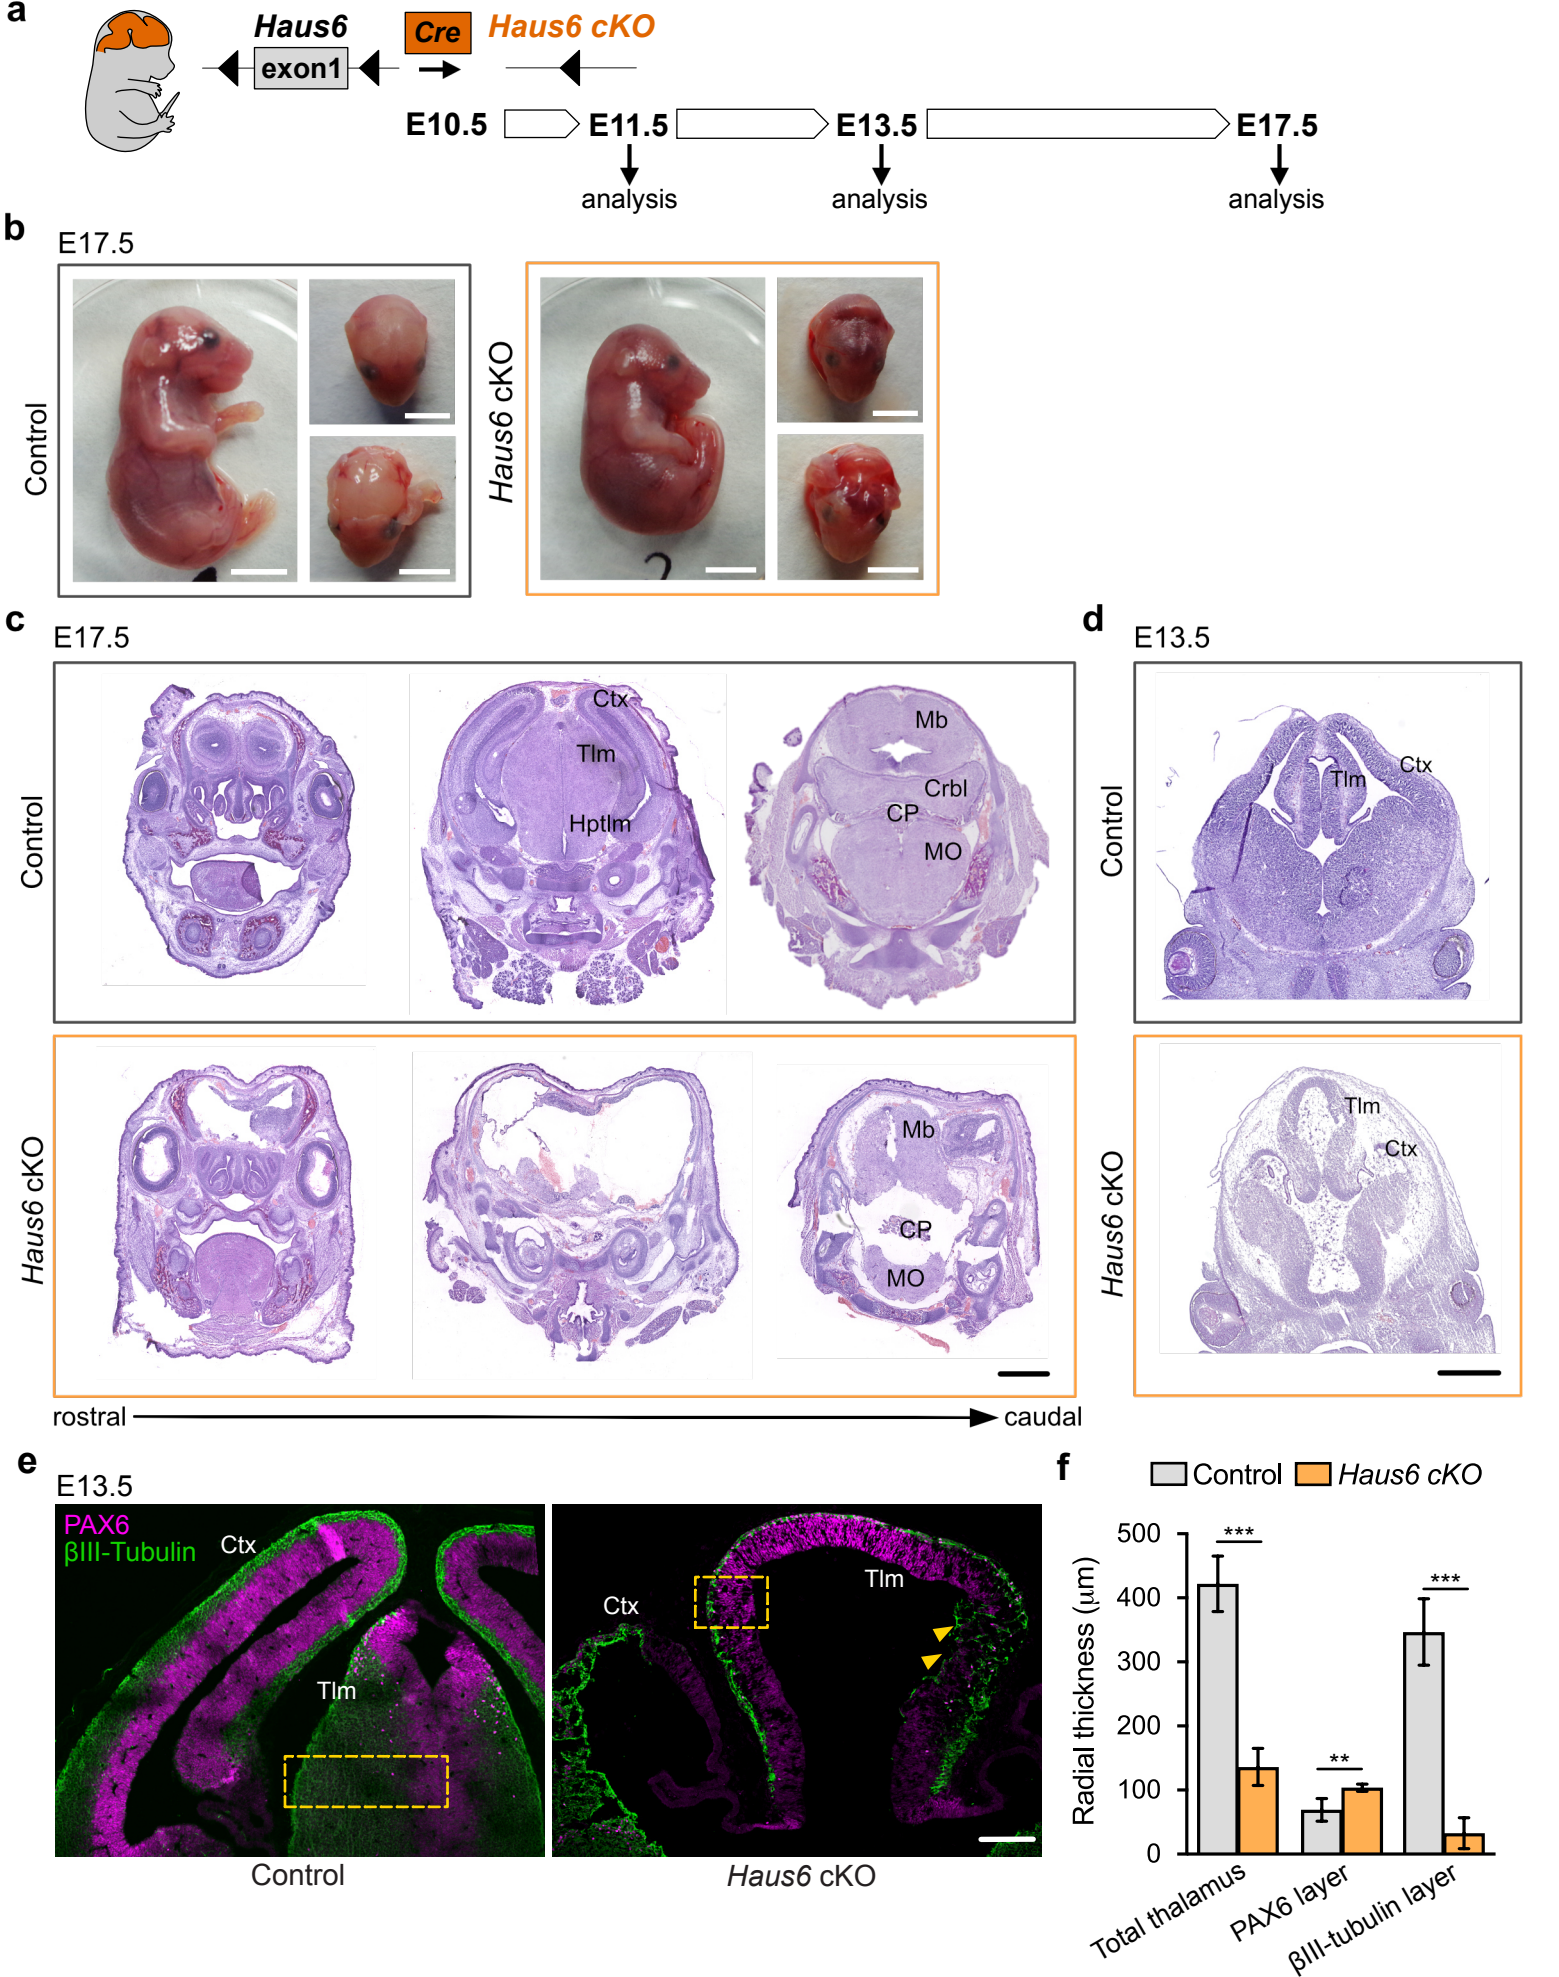 a
Haus6
Cre
Haus6 cKO
exon1
E10.5
E11.5
E13.5
E17.5
analysis
analysis
analysis
b
E17.5
Control
Haus6 cKO
c
E17.5
Control
Ctx
Tlm
Hptlm
Mb
Crbl
CP
MO
Haus6 cKO
Mb
CP
MO
rostral
caudal
d
E13.5
Control
Tlm
Ctx
Haus6 cKO
Tlm
Ctx
e
E13.5
PAX6
βIII-Tubulin
Ctx
Tlm
Control
Ctx
Tlm
Haus6 cKO
f
Control
Haus6 cKO
Radial thickness (μm)
500
400
300
200
100
0
***
**
***
Total thalamus
PAX6 layer
βIII-tubulin layer